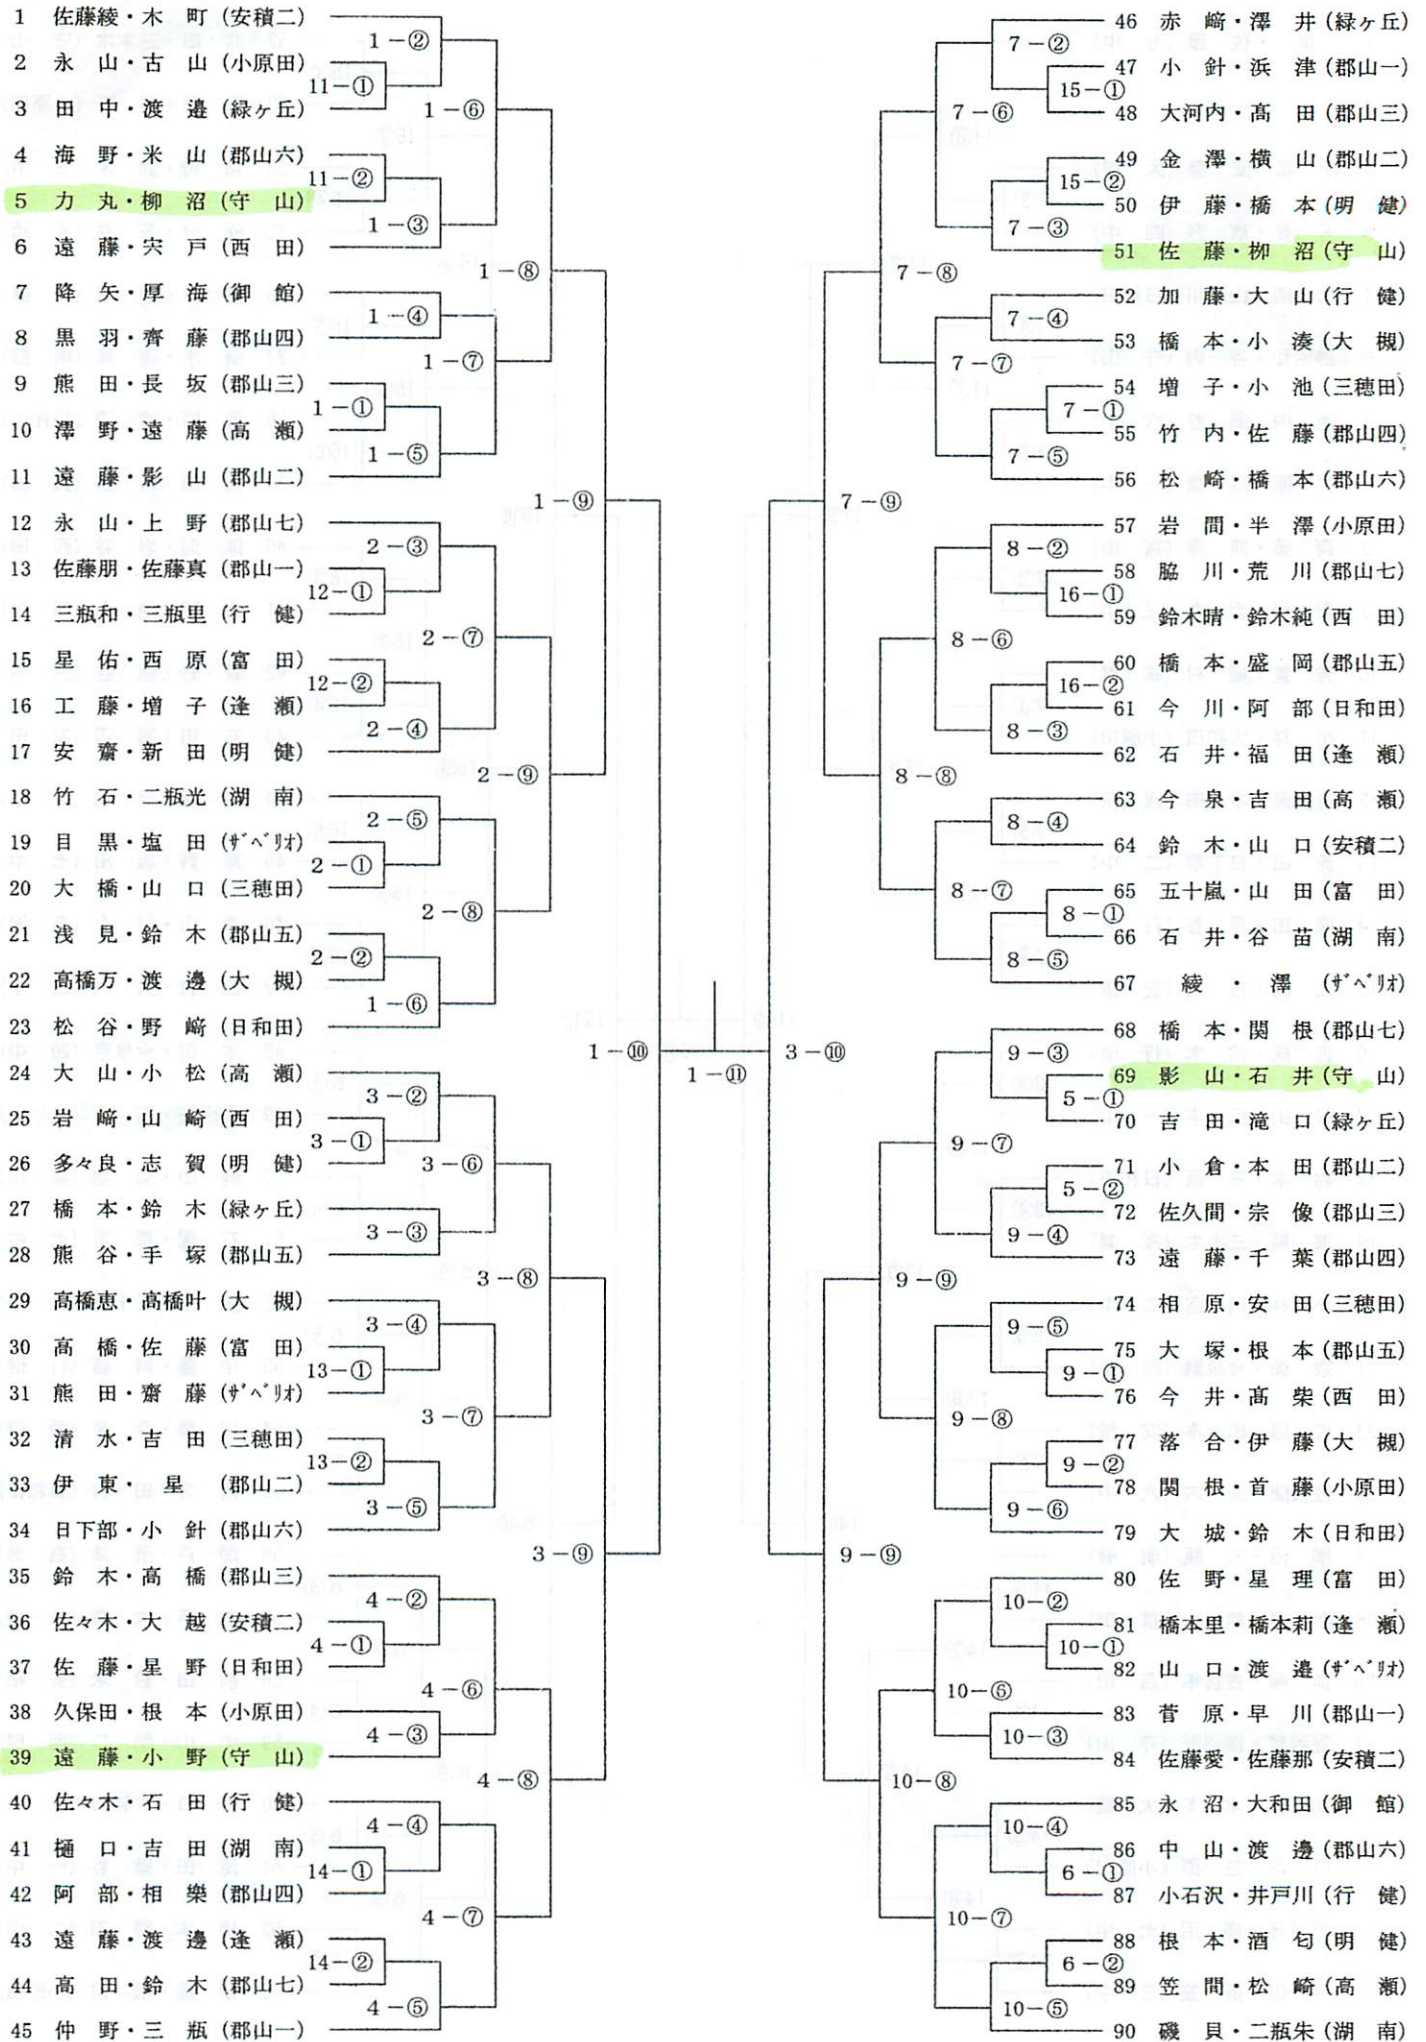 1 佐藤綾・木 町 (安積二)
2 永 山・古 山 (小原田)
3 田 中・渡 邉 (緑ヶ丘)
4 海 野・米 山 (郡山六)
5 力 丸・柳 沼 (守 山)
6 遠 藤・宍 戸 (西 田)
7 降 矢・厚 海 (御 館)
8 黒 羽・齊 藤 (郡山四)
9 熊 田・長 坂 (郡山三)
10 澤 野・遠 藤 (高 瀬)
11 遠 藤・影 山 (郡山二)
12 永 山・上 野 (郡山七)
13 佐藤朋・佐藤真 (郡山一)
14 三瓶和・三瓶里 (行 健)
15 星 佑・西 原 (富 田)
16 工 藤・増 子 (逢 瀬)
17 安 齋・新 田 (明 健)
18 竹 石・二瓶光 (湖 南)
19 目 黒・塩 田 (ザベリオ)
20 大 橋・山 口 (三穂田)
21 浅 見・鈴 木 (郡山五)
22 高橋万・渡 邊 (大 槻)
23 松 谷・野 﨑 (日和田)
24 大 山・小 松 (高 瀬)
25 岩 﨑・山 崎 (西 田)
26 多々良・志 賀 (明 健)
27 橋 本・鈴 木 (緑ヶ丘)
28 熊 谷・手 塚 (郡山五)
29 高橋恵・高橋叶 (大 槻)
30 高 橋・佐 藤 (富 田)
31 熊 田・齋 藤 (ザベリオ)
32 清 水・吉 田 (三穂田)
33 伊 東・星 (郡山二)
34 日下部・小 針 (郡山六)
35 鈴 木・高 橋 (郡山三)
36 佐々木・大 越 (安積二)
37 佐 藤・星 野 (日和田)
38 久保田・根 本 (小原田)
39 遠 藤・小 野 (守 山)
40 佐々木・石 田 (行 健)
41 樋 口・吉 田 (湖 南)
42 阿 部・相 樂 (郡山四)
43 遠 藤・渡 邊 (逢 瀬)
44 高 田・鈴 木 (郡山七)
45 仲 野・三 瓶 (郡山一)
11－①
11－②
12－①
12－②
2－①
2－②
3－①
13－①
13－②
4－①
14－①
14－②
1－②
1－③
1－④
1－①
1－⑤
2－③
2－④
2－⑤
1－⑥
3－②
3－③
3－④
3－⑤
4－②
4－③
4－④
4－⑤
1－⑥
1－⑦
2－⑦
2－⑧
3－⑥
3－⑦
4－⑥
4－⑦
1－⑧
2－⑨
3－⑧
4－⑧
1－⑨
3－⑨
1－⑩
1－⑪
3－⑩
7－⑨
9－⑨
7－⑧
8－⑧
9－⑨
10－⑧
7－⑥
7－⑦
8－⑥
8－⑦
9－⑦
9－⑧
10－⑥
10－⑦
7－②
7－③
7－④
7－⑤
8－②
8－③
8－④
8－⑤
9－③
9－④
9－⑤
9－⑥
10－②
10－③
10－④
10－⑤
15－①
15－②
7－①
16－①
16－②
8－①
5－①
5－②
9－①
9－②
10－①
6－①
6－②
46 赤 﨑・澤 井 (緑ヶ丘)
47 小 針・浜 津 (郡山一)
48 大河内・髙 田 (郡山三)
49 金 澤・横 山 (郡山二)
50 伊 藤・橋 本 (明 健)
51 佐 藤・栁 沼 (守 山)
52 加 藤・大 山 (行 健)
53 橋 本・小 湊 (大 槻)
54 増 子・小 池 (三穂田)
55 竹 内・佐 藤 (郡山四)
56 松 崎・橋 本 (郡山六)
57 岩 間・半 澤 (小原田)
58 脇 川・荒 川 (郡山七)
59 鈴木晴・鈴木純 (西 田)
60 橋 本・盛 岡 (郡山五)
61 今 川・阿 部 (日和田)
62 石 井・福 田 (逢 瀬)
63 今 泉・吉 田 (高 瀬)
64 鈴 木・山 口 (安積二)
65 五十嵐・山 田 (富 田)
66 石 井・谷 苗 (湖 南)
67 綾 ・ 澤 (ザベリオ)
68 橋 本・関 根 (郡山七)
69 影 山・石 井 (守 山)
70 吉 田・滝 口 (緑ヶ丘)
71 小 倉・本 田 (郡山二)
72 佐久間・宗 像 (郡山三)
73 遠 藤・千 葉 (郡山四)
74 相 原・安 田 (三穂田)
75 大 塚・根 本 (郡山五)
76 今 井・髙 柴 (西 田)
77 落 合・伊 藤 (大 槻)
78 関 根・首 藤 (小原田)
79 大 城・鈴 木 (日和田)
80 佐 野・星 理 (富 田)
81 橋本里・橋本莉 (逢 瀬)
82 山 口・渡 邉 (ザベリオ)
83 菅 原・早 川 (郡山一)
84 佐藤愛・佐藤那 (安積二)
85 永 沼・大和田 (御 館)
86 中 山・渡 邊 (郡山六)
87 小石沢・井戸川 (行 健)
88 根 本・酒 匂 (明 健)
89 笠 間・松 崎 (高 瀬)
90 磯 貝・二瓶朱 (湖 南)